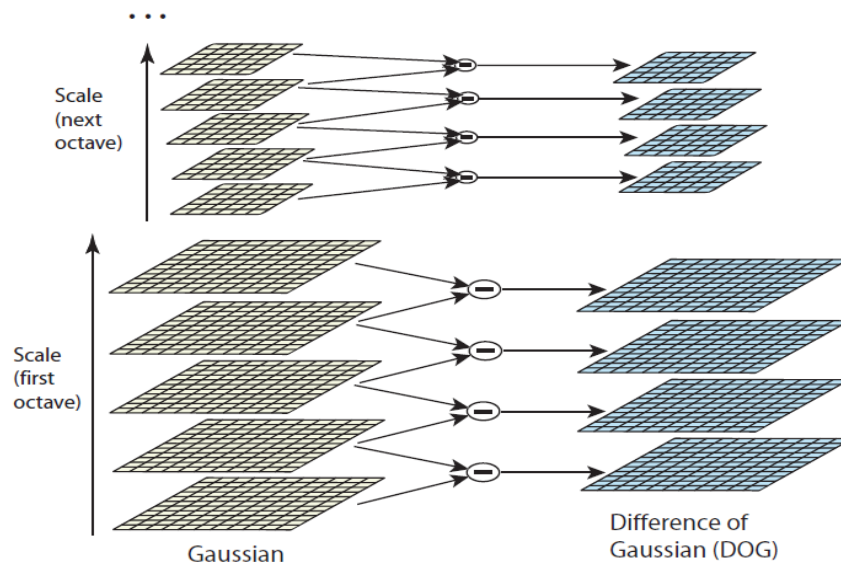 ...
Scale
(next
octave)
Scale
(first
octave)
Gaussian
Difference of
Gaussian (DOG)